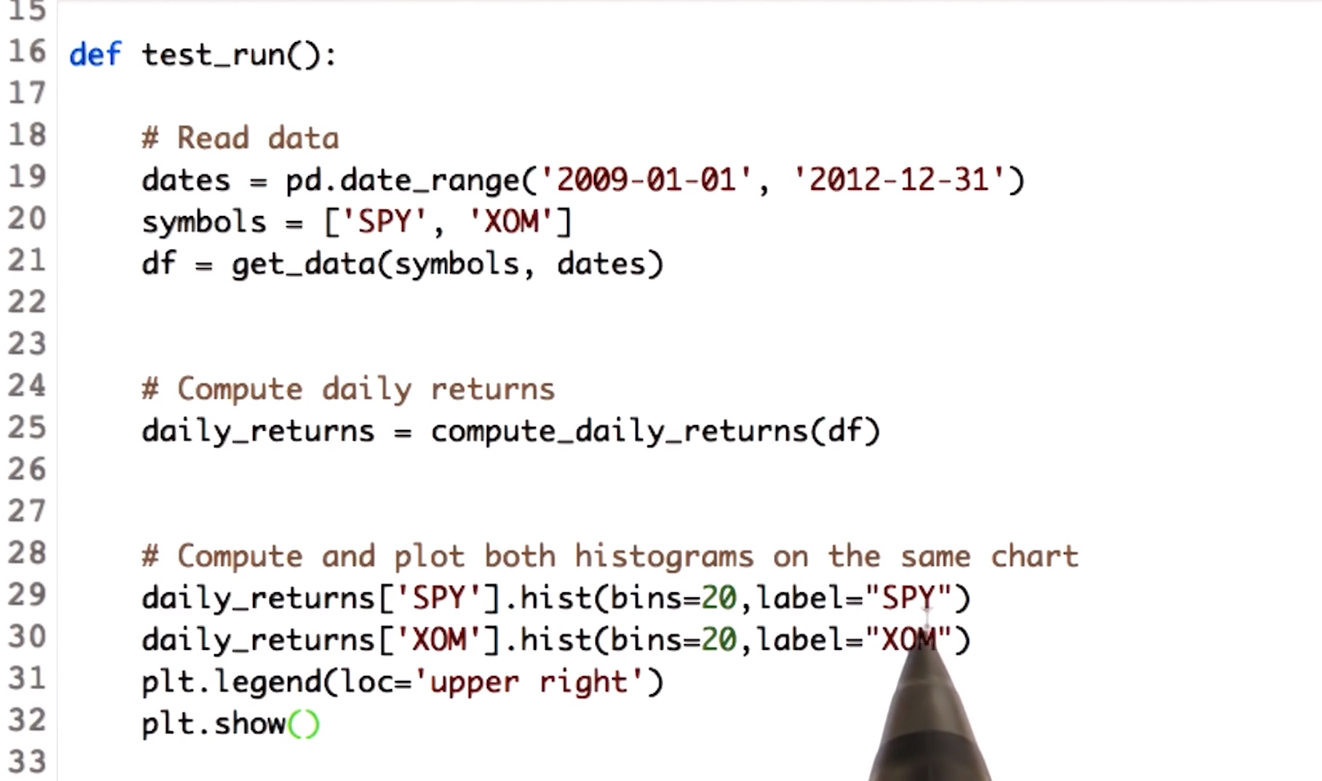 15
16 def test_run():
17
18 # Read data
19 dates = pd.date_range('2009-01-01', '2012-12-31')
20 symbols = ['SPY', 'XOM']
21 df = get_data(symbols, dates)
22
23
24 # Compute daily returns
25 daily_returns = compute_daily_returns(df)
26
27
28 # Compute and plot both histograms on the same chart
29 daily_returns['SPY'].hist(bins=20,label="SPY")
30 daily_returns['XOM'].hist(bins=20,label="XOM")
31 plt.legend(loc='upper right')
32 plt.show()
33